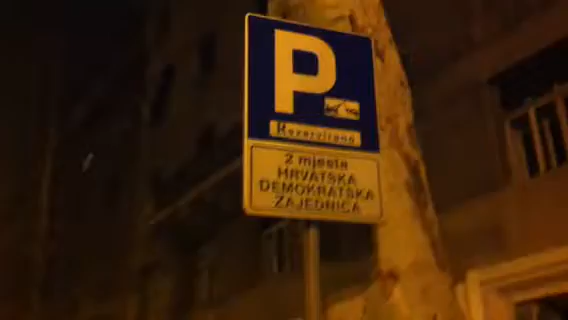 P
Rezervirano
2 mjesta
HRVATSKA
DEMOKRATSKA
ZAJEDNICA